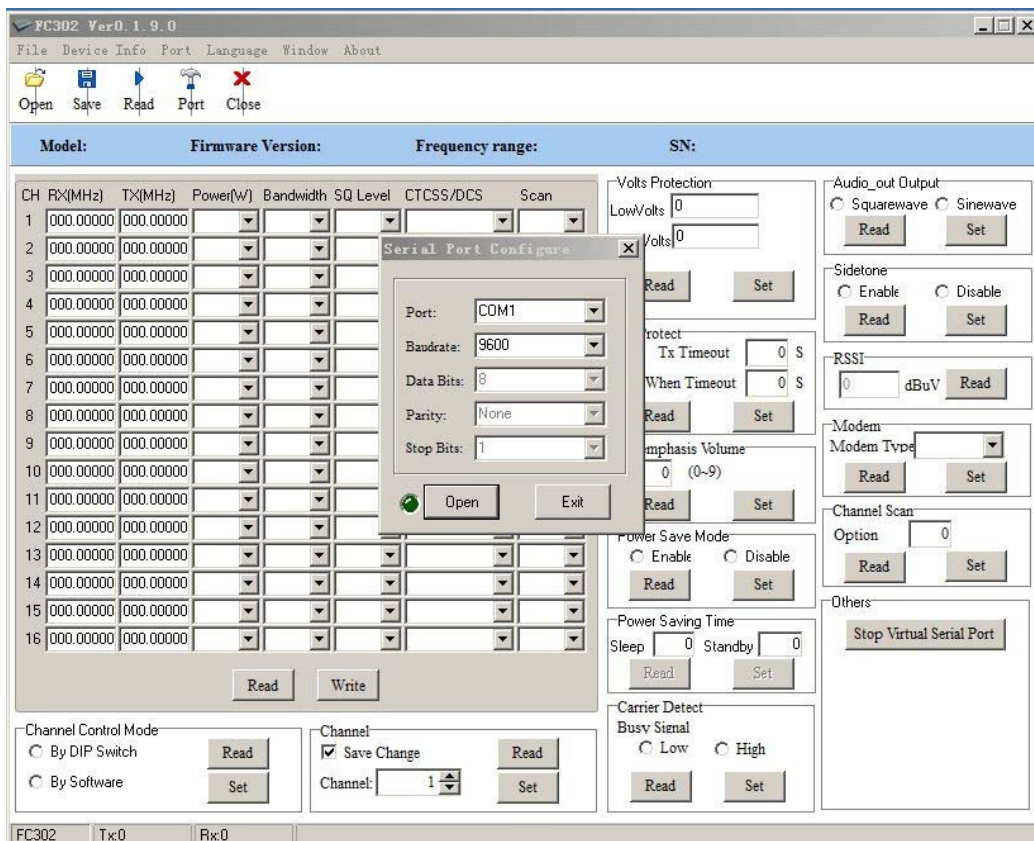 FC302 Ver0.1.9.0
File Device Info Port Language Window About
Open Save Read Port Close
Model: Firmware Version: Frequency range: SN:
CH RX(MHz) TX(MHz) Power(W) Bandwidth SQ Level CTCSS/DCS Scan
1 000.00000 000.00000
2 000.00000 000.00000
3 000.00000 000.00000
4 000.00000 000.00000
5 000.00000 000.00000
6 000.00000 000.00000
7 000.00000 000.00000
8 000.00000 000.00000
9 000.00000 000.00000
10 000.00000 000.00000
11 000.00000 000.00000
12 000.00000 000.00000
13 000.00000 000.00000
14 000.00000 000.00000
15 000.00000 000.00000
16 000.00000 000.00000
Read Write
Serial Port Configure
Port: COM1
Baudrate: 9600
Data Bits: 8
Parity: None
Stop Bits: 1
Open Exit
Channel Control Mode
By DIP Switch Read
By Software Set
Channel
Save Change Read
Channel: 1 Set
Volts Protection
LowVolts 0
Volts 0
Read Set
rotect
Tx Timeout 0 S
When Timeout 0 S
Read Set
mphasis Volume
0 (0~9)
Read Set
Power Save Mode
Enable Disable
Read Set
Power Saving Time
Sleep 0 Standby 0
Read Set
Carrier Detect
Busy Signal
Low High
Read Set
Audio_out Output
Squarewave Sinewave
Read Set
Sidetone
Enable Disable
Read Set
RSSI
0 dBuV Read
Modem
Modem Type
Read Set
Channel Scan
Option 0
Read Set
Others
Stop Virtual Serial Port
FC302 Tx:0 Rx:0